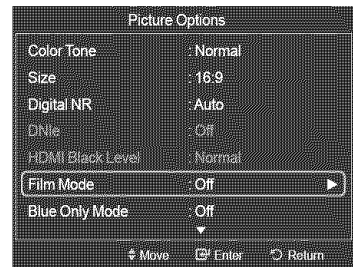 Picture Options
Color Tone : Normal
Size : 16:9
Digital NR : Auto
DNIe : Off
HDMI Black Level : Normal
Film Mode : Off
Blue Only Mode : Off
Move Enter Return